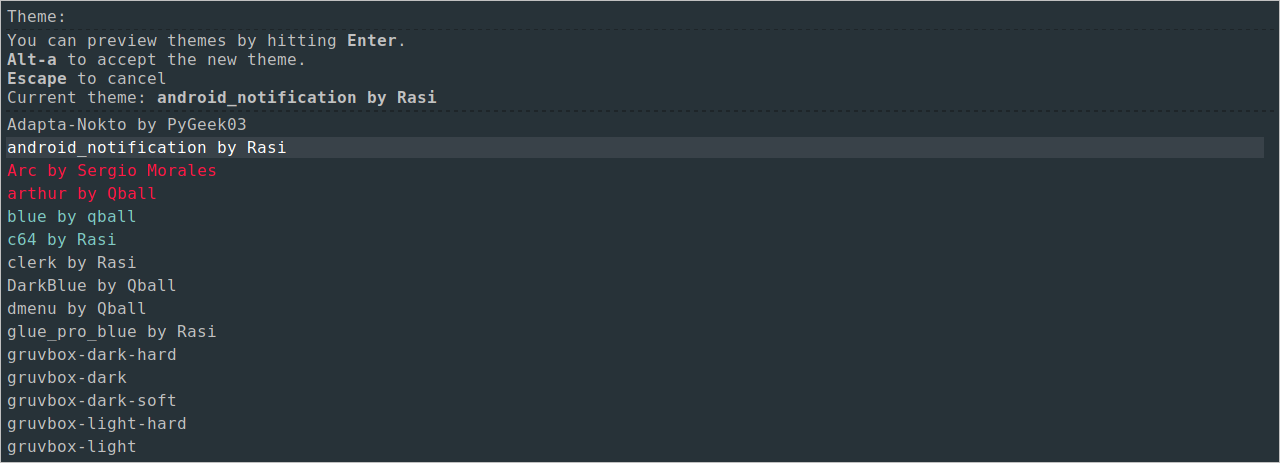 Theme:
You can preview themes by hitting Enter.
Alt-a to accept the new theme.
Escape to cancel
Current theme: android_notification by Rasi
Adapta-Nokto by PyGeek03
android_notification by Rasi
Arc by Sergio Morales
arthur by Qball
blue by qball
c64 by Rasi
clerk by Rasi
DarkBlue by Qball
dmenu by Qball
glue_pro_blue by Rasi
gruvbox-dark-hard
gruvbox-dark
gruvbox-dark-soft
gruvbox-light-hard
gruvbox-light